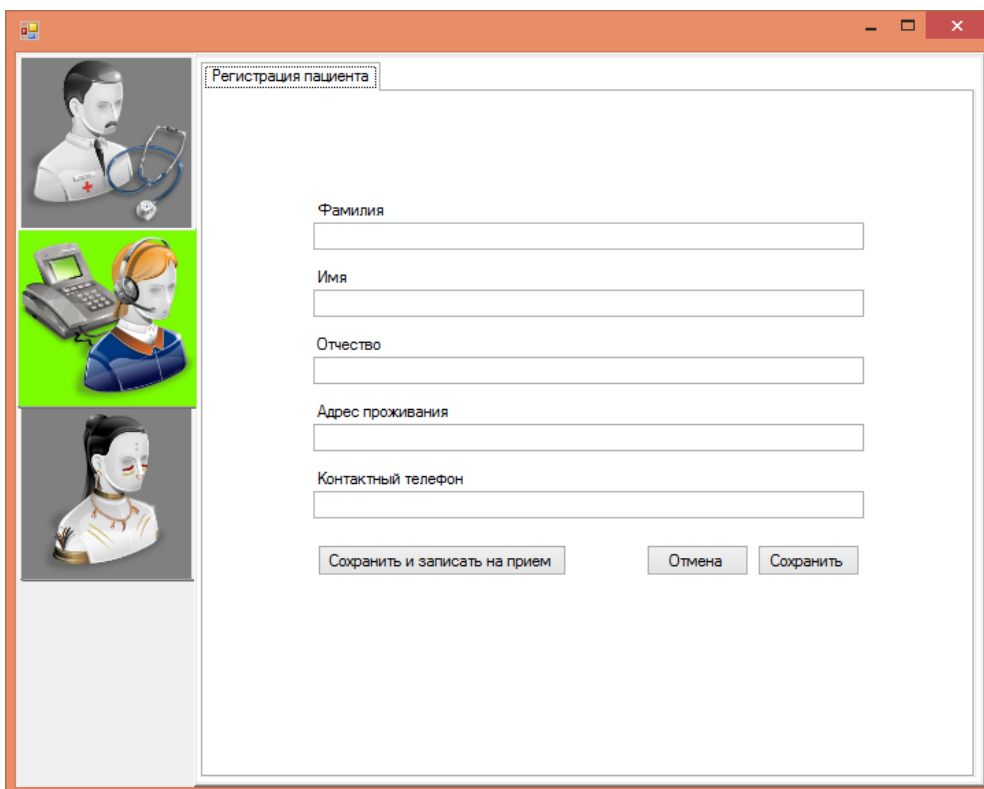 Регистрация пациента
Фамилия
Имя
Отчество
Адрес проживания
Контактный телефон
Сохранить и записать на прием Отмена Сохранить